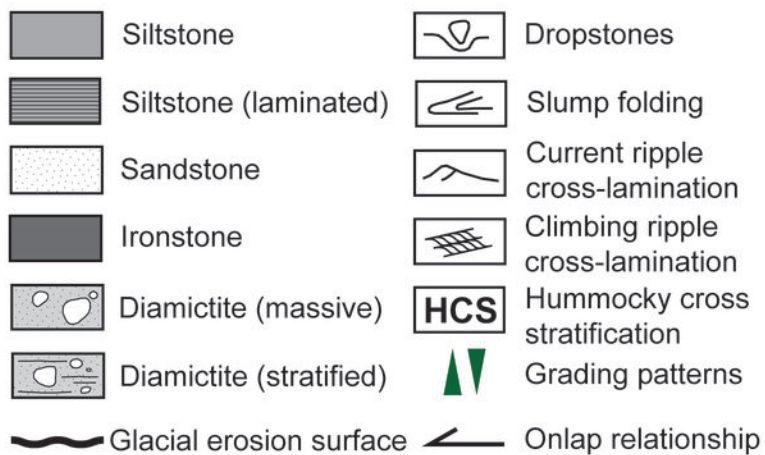 Siltstone
Siltstone (laminated)
Sandstone
Ironstone
Diamictite (massive)
Diamictite (stratified)
Glacial erosion surface
Dropstones
Slump folding
Current ripple
cross-lamination
Climbing ripple
cross-lamination
HCS
Hummocky cross
stratification
Grading patterns
Onlap relationship